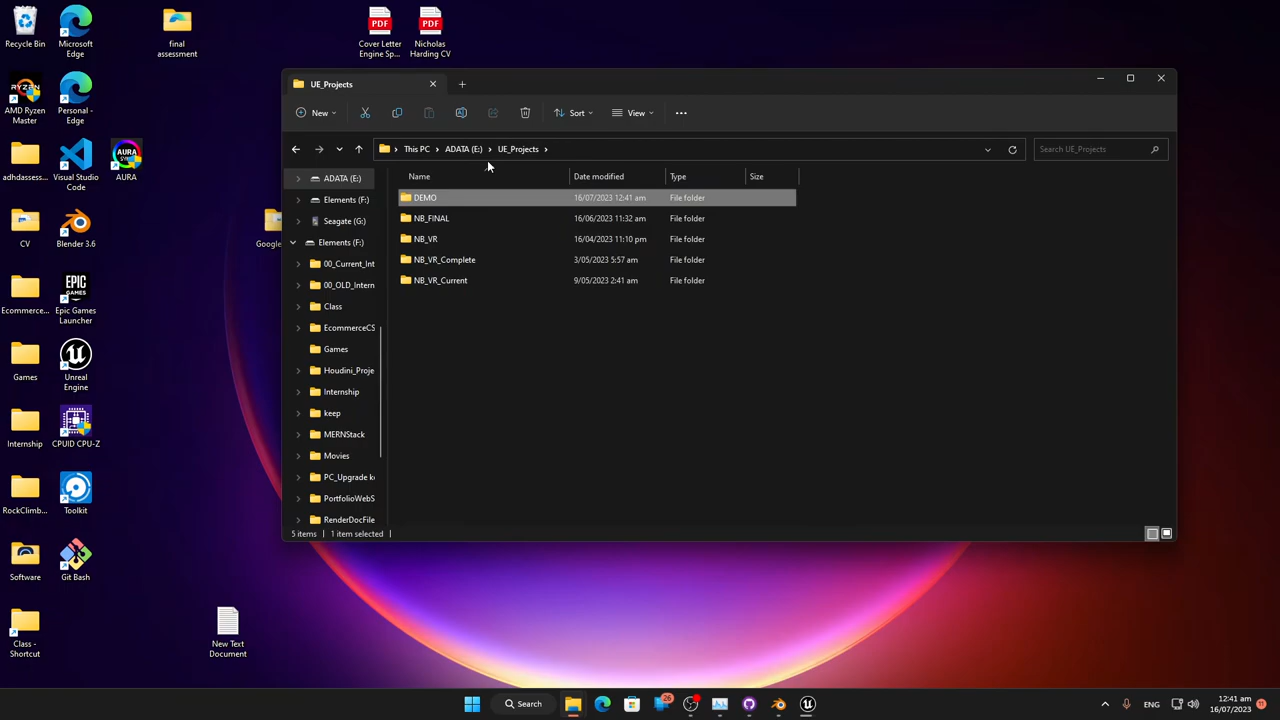 Recycle Bin
Microsoft
Edge
final
assessment
PDF
Cover Letter
Engine Sp...
PDF
Nicholas
Harding CV
RYZEN
AMD Ryzen
Master
Personal -
Edge
adhdassess...
Visual Studio
Code
AURA
CV
Blender 3.6
Google
Ecommerce...
EPIC
GAMES
Epic Games
Launcher
Games
Unreal
Engine
Internship
CPUID CPU-Z
RockClimb...
Toolkit
Software
Git Bash
Class -
Shortcut
New Text
Document
UE_Projects
New
Sort
View
This PC
ADATA (E:)
UE_Projects
Search UE_Projects
ADATA (E:)
Elements (F:)
Seagate (G:)
Elements (F:)
00_Current_Int
00_OLD_Intern
Class
EcommerceCS
Games
Houdini_Proje
Internship
keep
MERNStack
Movies
PC_Upgrade k
PortfolioWebS
RenderDocFile
Name Date modified Type Size
DEMO 16/07/2023 12:41 am File folder
NB_FINAL 16/06/2023 11:32 am File folder
NB_VR 16/04/2023 11:10 pm File folder
NB_VR_Complete 3/05/2023 5:57 am File folder
NB_VR_Current 9/05/2023 2:41 am File folder
5 items 1 item selected
Search
26
ENG
12:41 am
16/07/2023